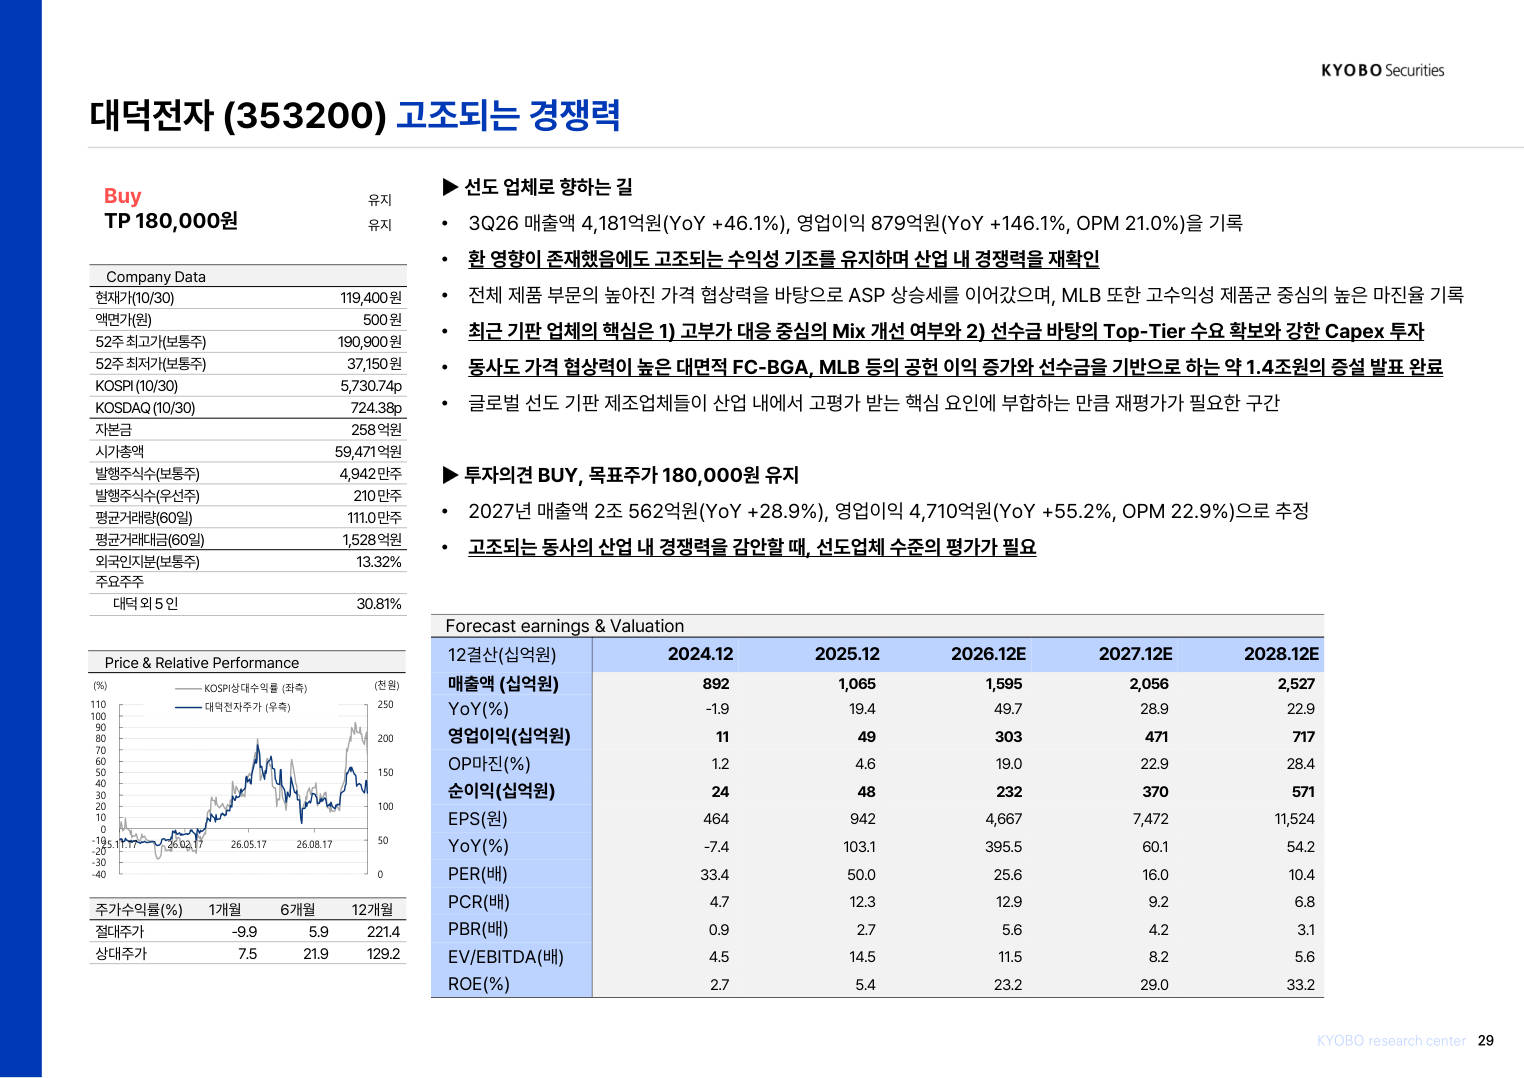 KYOBO Securities
대덕전자 (353200) 고조되는 경쟁력
Buy 유지
TP 180,000원 유지
Company Data
현재가(10/30) 119,400원
액면가(원) 500원
52주 최고가(보통주) 190,900원
52주 최저가(보통주) 37,150원
KOSPI (10/30) 5,730.74p
KOSDAQ (10/30) 724.38p
자본금 258억원
시가총액 59,471억원
발행주식수(보통주) 4,942만주
발행주식수(우선주) 210만주
평균거래량(60일) 111.0만주
평균거래대금(60일) 1,528억원
외국인지분(보통주) 13.32%
주요주주
대덕 외 5 인 30.81%
Price & Relative Performance
(%) KOSPI상대수익률 (좌측) (천원)
대덕전자주가 (우측)
110 250
100
90
80 200
70
60
50 150
40
30
20 100
10
0
-10 50
-20
-30
-40 0
25.11.17 26.02.17 26.05.17 26.08.17
주가수익률(%) 1개월 6개월 12개월
절대주가 -9.9 5.9 221.4
상대주가 7.5 21.9 129.2
▶ 선도 업체로 향하는 길
• 3Q26 매출액 4,181억원(YoY +46.1%), 영업이익 879억원(YoY +146.1%, OPM 21.0%)을 기록
• 환 영향이 존재했음에도 고조되는 수익성 기조를 유지하며 산업 내 경쟁력을 재확인
• 전체 제품 부문의 높아진 가격 협상력을 바탕으로 ASP 상승세를 이어갔으며, MLB 또한 고수익성 제품군 중심의 높은 마진율 기록
• 최근 기판 업체의 핵심은 1) 고부가 대응 중심의 Mix 개선 여부와 2) 선수금 바탕의 Top-Tier 수요 확보와 강한 Capex 투자
• 동사도 가격 협상력이 높은 대면적 FC-BGA, MLB 등의 공헌 이익 증가와 선수금을 기반으로 하는 약 1.4조원의 증설 발표 완료
• 글로벌 선도 기판 제조업체들이 산업 내에서 고평가 받는 핵심 요인에 부합하는 만큼 재평가가 필요한 구간
▶ 투자의견 BUY, 목표주가 180,000원 유지
• 2027년 매출액 2조 562억원(YoY +28.9%), 영업이익 4,710억원(YoY +55.2%, OPM 22.9%)으로 추정
• 고조되는 동사의 산업 내 경쟁력을 감안할 때, 선도업체 수준의 평가가 필요
Forecast earnings & Valuation
12결산(십억원) 2024.12 2025.12 2026.12E 2027.12E 2028.12E
매출액 (십억원) 892 1,065 1,595 2,056 2,527
YoY(%) -1.9 19.4 49.7 28.9 22.9
영업이익(십억원) 11 49 303 471 717
OP마진(%) 1.2 4.6 19.0 22.9 28.4
순이익(십억원) 24 48 232 370 571
EPS(원) 464 942 4,667 7,472 11,524
YoY(%) -7.4 103.1 395.5 60.1 54.2
PER(배) 33.4 50.0 25.6 16.0 10.4
PCR(배) 4.7 12.3 12.9 9.2 6.8
PBR(배) 0.9 2.7 5.6 4.2 3.1
EV/EBITDA(배) 4.5 14.5 11.5 8.2 5.6
ROE(%) 2.7 5.4 23.2 29.0 33.2
KYOBO research center 29